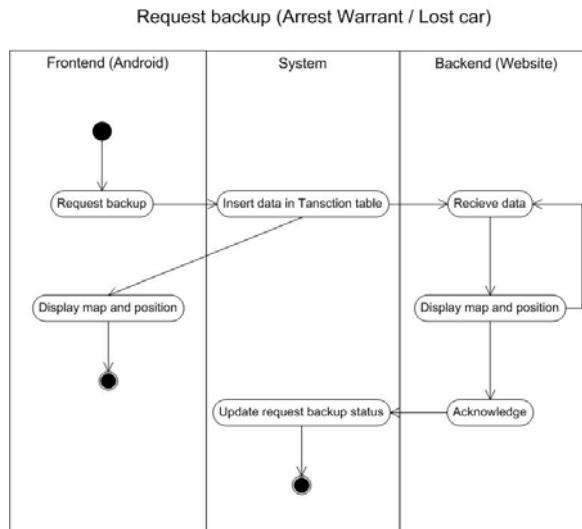 Request backup (Arrest Warrant / Lost car)
Frontend (Android)
System
Backend (Website)
Request backup
Insert data in Tansction table
Recieve data
Display map and position
Display map and position
Update request backup status
Acknowledge